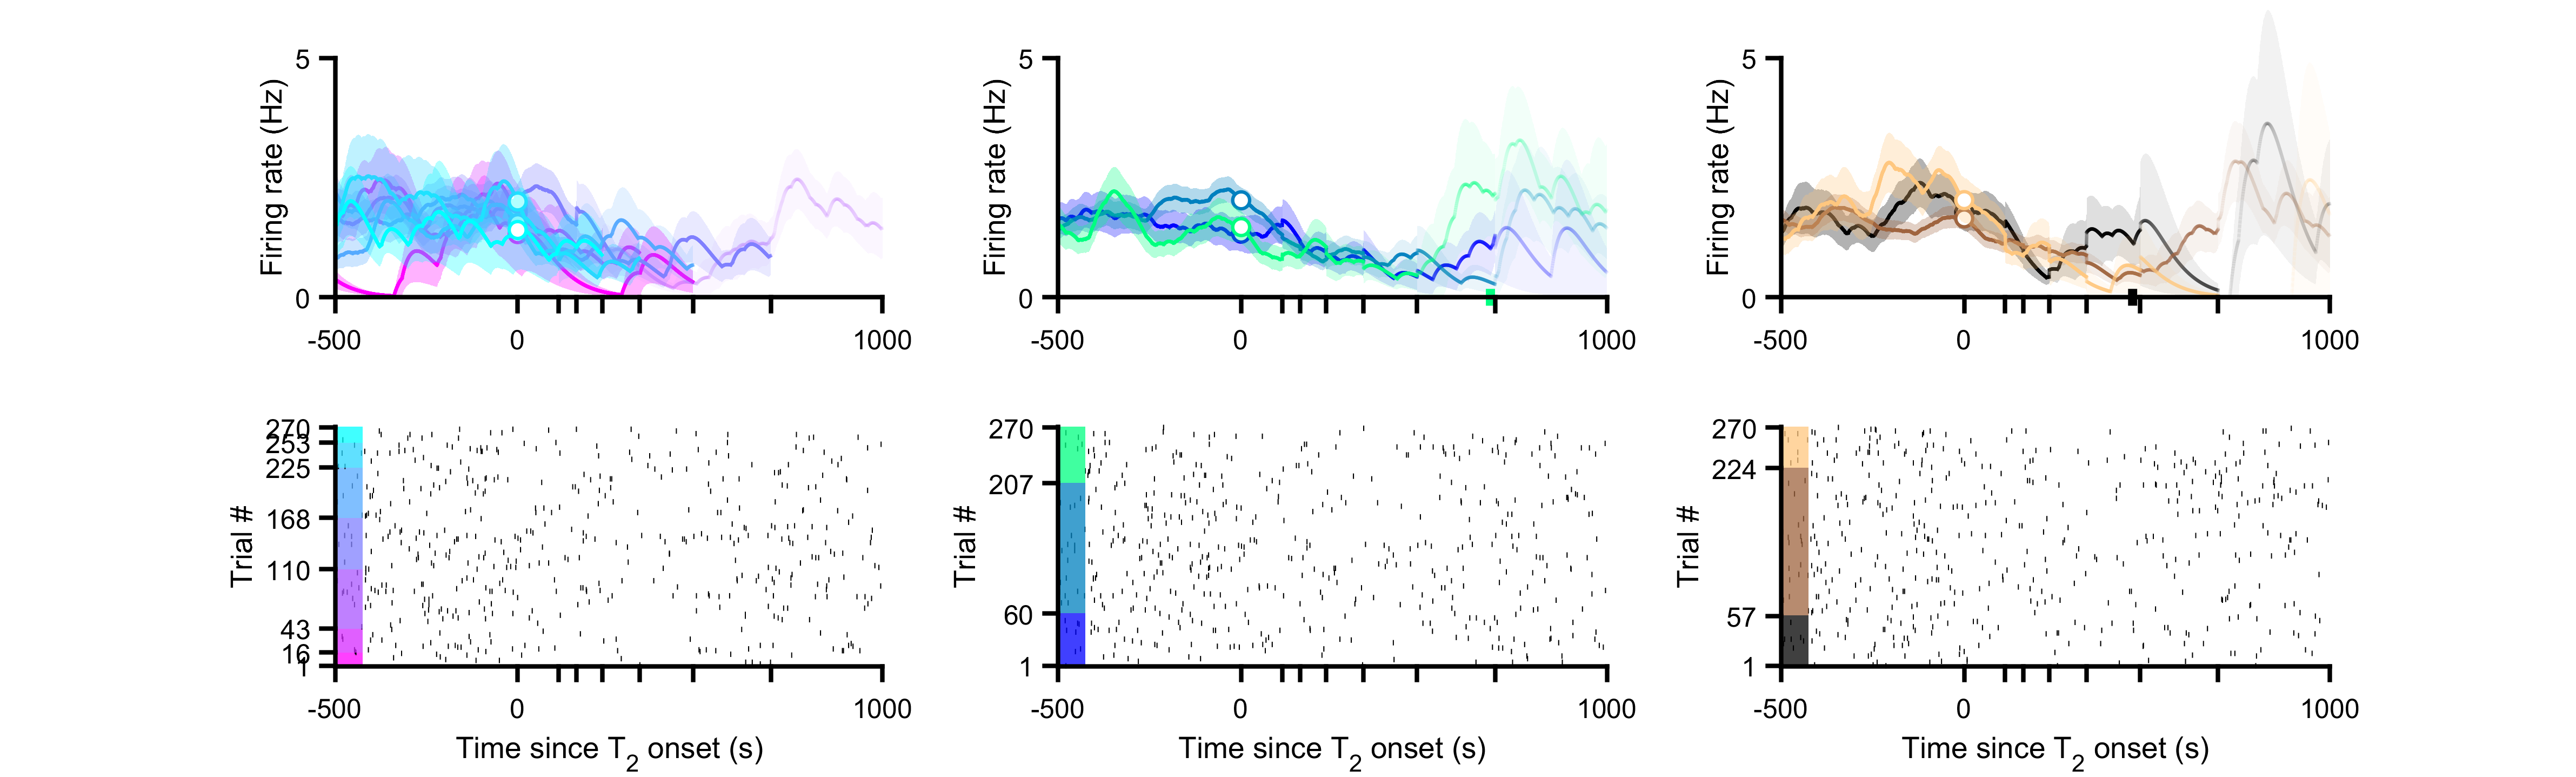 5
Firing rate (Hz)
0
-500 0 1000
5
Firing rate (Hz)
0
-500 0 1000
5
Firing rate (Hz)
0
-500 0 1000
270
253
225
168
110
43
16
1
Trial #
-500 0 1000
Time since T2 onset (s)
270
207
60
1
Trial #
-500 0 1000
Time since T2 onset (s)
270
224
57
1
Trial #
-500 0 1000
Time since T2 onset (s)